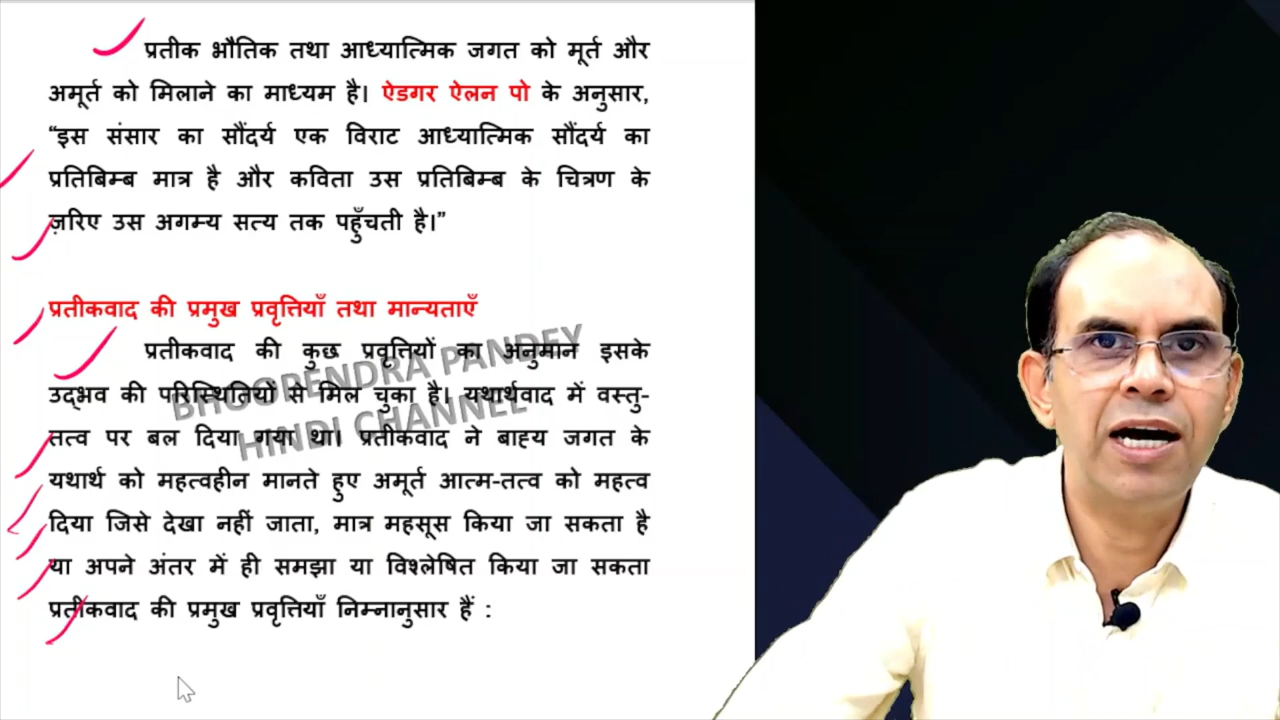 प्रतीक भौतिक तथा आध्यात्मिक जगत को मूर्त और
अमूर्त को मिलाने का माध्यम है। ऐडगर ऐलन पो के अनुसार,
“इस संसार का सौंदर्य एक विराट आध्यात्मिक सौंदर्य का
प्रतिबिम्ब मात्र है और कविता उस प्रतिबिम्ब के चित्रण के
ज़रिए उस अगम्य सत्य तक पहुँचती है।”
प्रतीकवाद की प्रमुख प्रवृत्तियाँ तथा मान्यताएँ
प्रतीकवाद की कुछ प्रवृत्तियों का अनुमान इसके
उद्भव की परिस्थितियों से मिल चुका है। यथार्थवाद में वस्तु-
तत्व पर बल दिया गया था। प्रतीकवाद ने बाह्य जगत के
यथार्थ को महत्वहीन मानते हुए अमूर्त आत्म-तत्व को महत्व
दिया जिसे देखा नहीं जाता, मात्र महसूस किया जा सकता है
या अपने अंतर में ही समझा या विश्लेषित किया जा सकता
प्रतीकवाद की प्रमुख प्रवृत्तियाँ निम्नानुसार हैं :
BHOOPENDRA PANDEY
HINDI CHANNEL